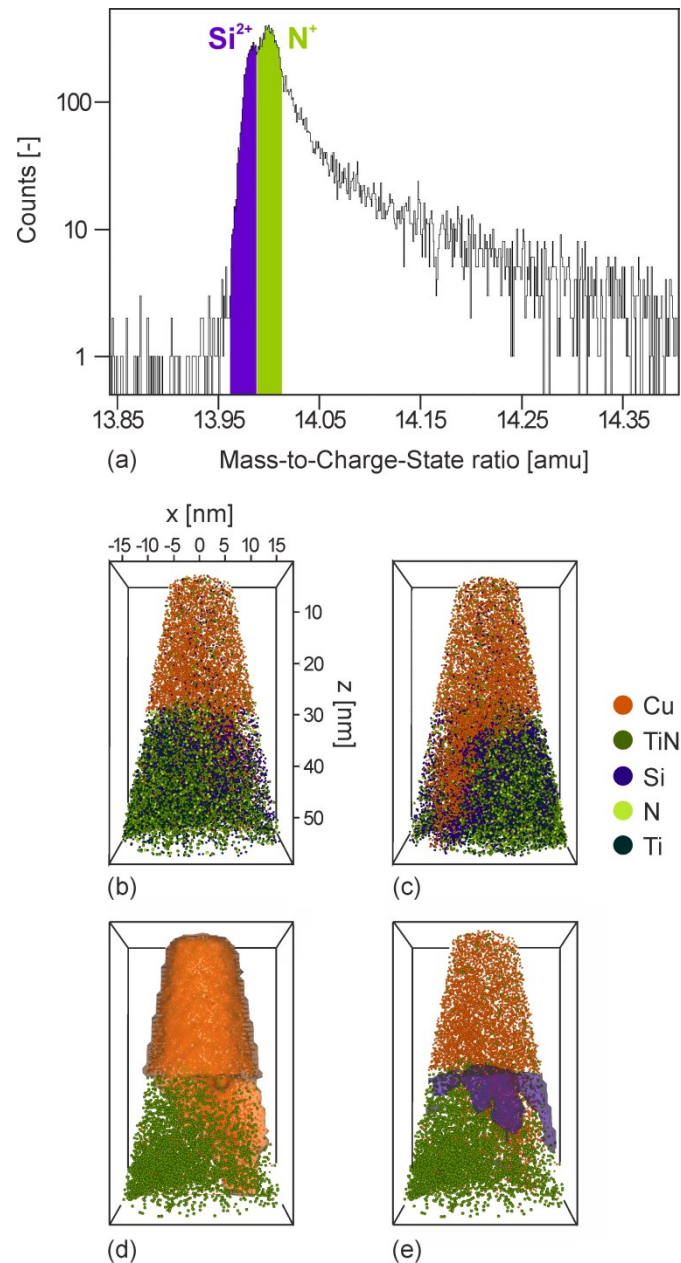 Si2+ N+
100
10
1
Counts [-]
13.85 13.95 14.05 14.15 14.25 14.35
(a) Mass-to-Charge-State ratio [amu]
x [nm]
-15 -10 -5 0 5 10 15
10
20
30
40
50
z [nm]
Cu
TiN
Si
N
Ti
(b) (c)
(d) (e)